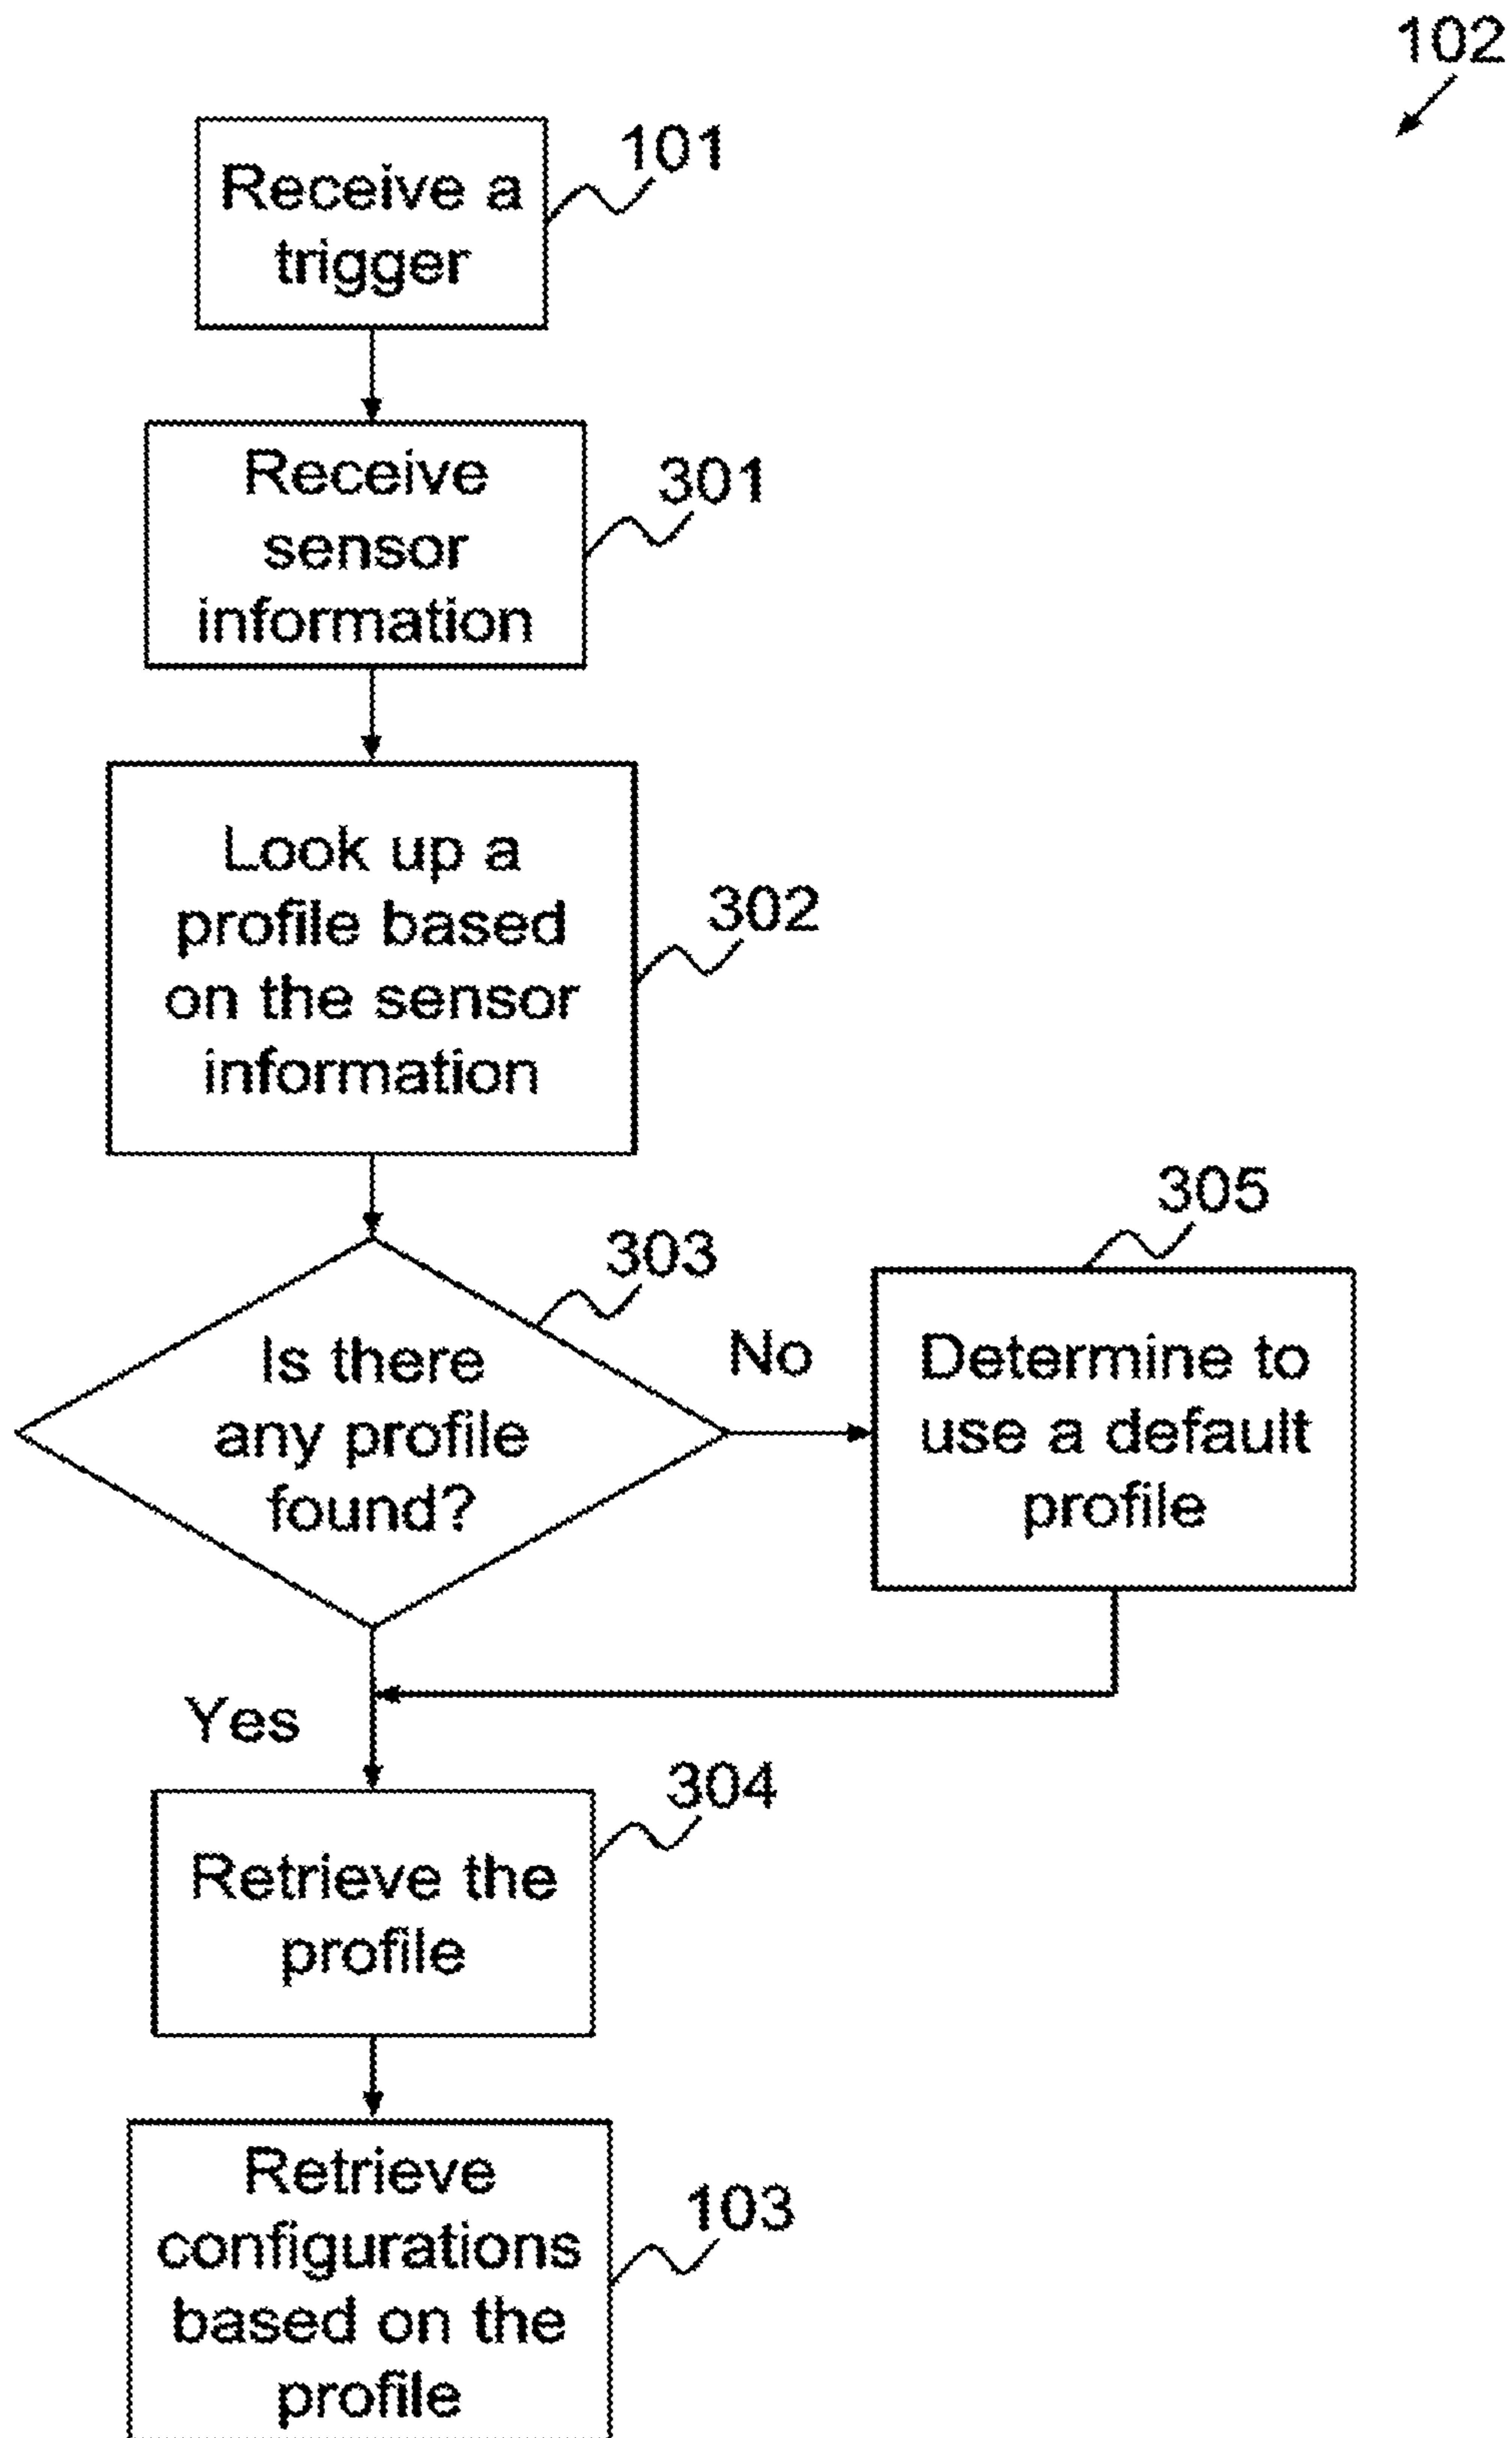 102
Receive a
trigger
101
Receive
sensor
information
301
Look up a
profile based
on the sensor
information
302
Is there
any profile
found?
303
No
Determine to
use a default
profile
305
Yes
Retrieve the
profile
304
Retrieve
configurations
based on the
profile
103